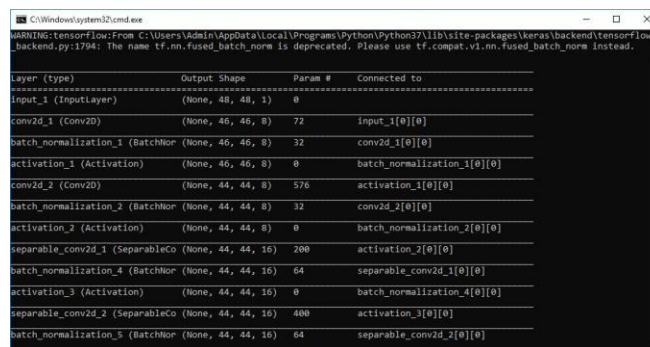 C:\Windows\system32\cmd.exe
WARNING:tensorflow:From C:\Users\Admin\AppData\Local\Programs\Python\Python37\lib\site-packages\keras\backend\tensorflow
_backend.py:1794: The name tf.nn.fused_batch_norm is deprecated. Please use tf.compat.v1.nn.fused_batch_norm instead.
Layer (type) Output Shape Param # Connected to
input_1 (InputLayer) (None, 48, 48, 1) 0
conv2d_1 (Conv2D) (None, 46, 46, 8) 72 input_1[0][0]
batch_normalization_1 (BatchNor (None, 46, 46, 8) 32 conv2d_1[0][0]
activation_1 (Activation) (None, 46, 46, 8) 0 batch_normalization_1[0][0]
conv2d_2 (Conv2D) (None, 44, 44, 8) 576 activation_1[0][0]
batch_normalization_2 (BatchNor (None, 44, 44, 8) 32 conv2d_2[0][0]
activation_2 (Activation) (None, 44, 44, 8) 0 batch_normalization_2[0][0]
separable_conv2d_1 (SeparableCo (None, 44, 44, 16) 200 activation_2[0][0]
batch_normalization_4 (BatchNor (None, 44, 44, 16) 64 separable_conv2d_1[0][0]
activation_3 (Activation) (None, 44, 44, 16) 0 batch_normalization_4[0][0]
separable_conv2d_2 (SeparableCo (None, 44, 44, 16) 400 activation_3[0][0]
batch_normalization_5 (BatchNor (None, 44, 44, 16) 64 separable_conv2d_2[0][0]